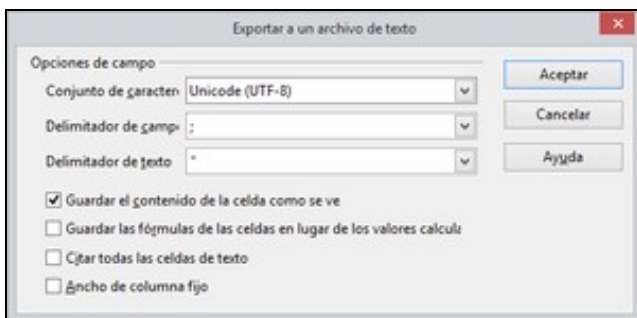 Exportar a un archivo de texto
Opciones de campo
Conjunto de caracter Unicode (UTF-8)
Delimitador de camp ;
Delimitador de texto "
Guardar el contenido de la celda como se ve
Guardar las fórmulas de las celdas en lugar de los valores calcula
Citar todas las celdas de texto
Ancho de columna fijo
Aceptar
Cancelar
Ayuda